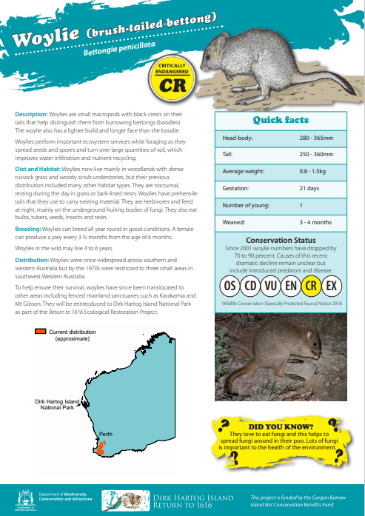 Woylie (brush-tailed bettong)
Bettongia penicillata
CRITICALLY
ENDANGERED
CR
Description: Woylies are small macropods with black crests on their
tails that help distinguish them from burrowing bettongs (boodies).
The woylie also has a lighter build and longer face than the boodie.
Woylies perform important ecosystem services while foraging as they
spread seeds and spores and turn over large quantities of soil, which
improves water infiltration and nutrient recycling.
Diet and Habitat: Woylies now live mainly in woodlands with dense
tussock grass and woody scrub understories, but their previous
distribution included many other habitat types. They are nocturnal,
resting during the day in grass or bark-lined nests. Woylies have prehensile
tails that they use to carry nesting material. They are herbivores and feed
at night, mainly on the underground fruiting bodies of fungi. They also eat
bulbs, tubers, seeds, insects and resin.
Breeding: Woylies can breed all year round in good conditions. A female
can produce a joey every 3 ½ months from the age of 6 months.
Woylies in the wild may live 4 to 6 years.
Distribution: Woylies once widespread across southern and
western Australia but by the 1970s were restricted to three small areas in
southwest Western Australia.
To help ensure their survival, woylies have since been translocated to
other areas including fenced mainland sanctuaries such as Karakamia and
Mt Gibson. They will be reintroduced to Dirk Hartog Island National Park
as part of the Return to 1616 Ecological Restoration Project.
Current distribution
(approximate)
Dirk Hartog Island
National Park
Perth
Quick facts
Head-body: 280 - 365mm
Tail: 250 - 360mm
Average weight: 0.8 - 1.5kg
Gestation: 21 days
Number of young: 1
Weaned: 3 - 4 months
Conservation Status
Since 2001 woylie numbers have dropped by
70 to 90 percent. Causes of this recent
dramatic decline remain unclear but
include introduced predators and disease.
OS CD VU EN CR EX
Wildlife Conservation (Specially Protected Fauna) Notice 2018
DID YOU KNOW?
They love to eat fungi and this helps to
spread fungi around in their poo. Lots of fungi
is important to the health of the environment.
Department of Biodiversity,
Conservation and Attractions
DIRK HARTOG ISLAND
RETURN TO 1616
This project is funded by the Gorgon Barrow
Island Net Conservation Benefits Fund